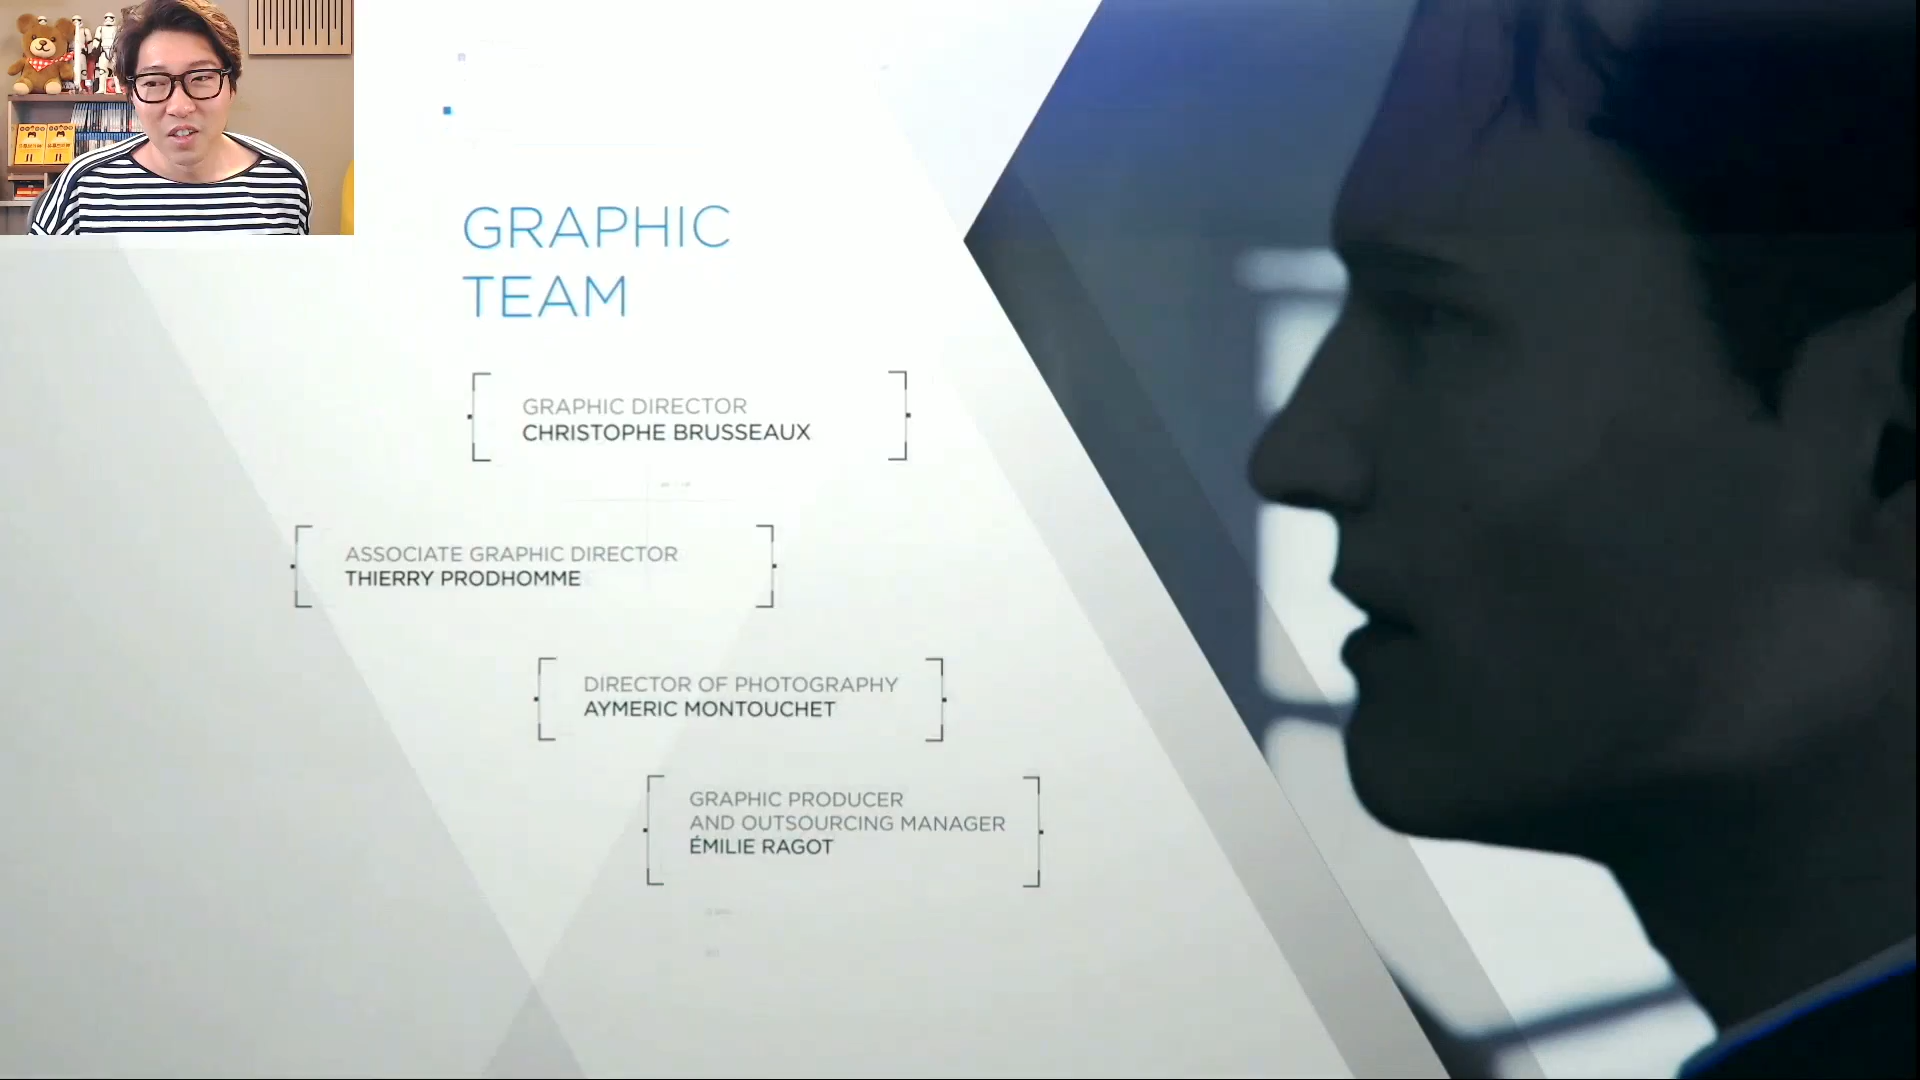 GRAPHIC
TEAM
GRAPHIC DIRECTOR
CHRISTOPHE BRUSSEAUX
ASSOCIATE GRAPHIC DIRECTOR
THIERRY PRODHOMME
DIRECTOR OF PHOTOGRAPHY
AYMERIC MONTOUCHET
GRAPHIC PRODUCER
AND OUTSOURCING MANAGER
ÉMILIE RAGOT